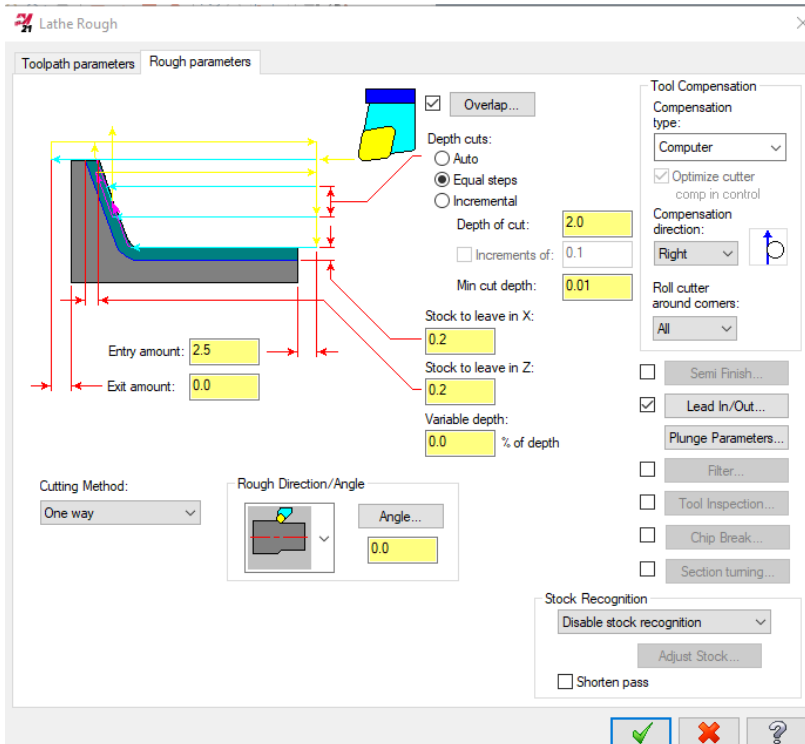 21 Lathe Rough
Toolpath parameters
Rough parameters
Overlap...
Depth cuts:
Auto
Equal steps
Incremental
Depth of cut: 2.0
Increments of: 0.1
Min cut depth: 0.01
Stock to leave in X:
0.2
Stock to leave in Z:
0.2
Variable depth:
0.0 % of depth
Entry amount: 2.5
Exit amount: 0.0
Tool Compensation
Compensation
type:
Computer
Optimize cutter
comp in control
Compensation
direction:
Right
Roll cutter
around corners:
All
Semi Finish...
Lead In/Out...
Plunge Parameters...
Filter...
Tool Inspection...
Chip Break...
Section turning...
Cutting Method:
One way
Rough Direction/Angle
Angle...
0.0
Stock Recognition
Disable stock recognition
Adjust Stock...
Shorten pass